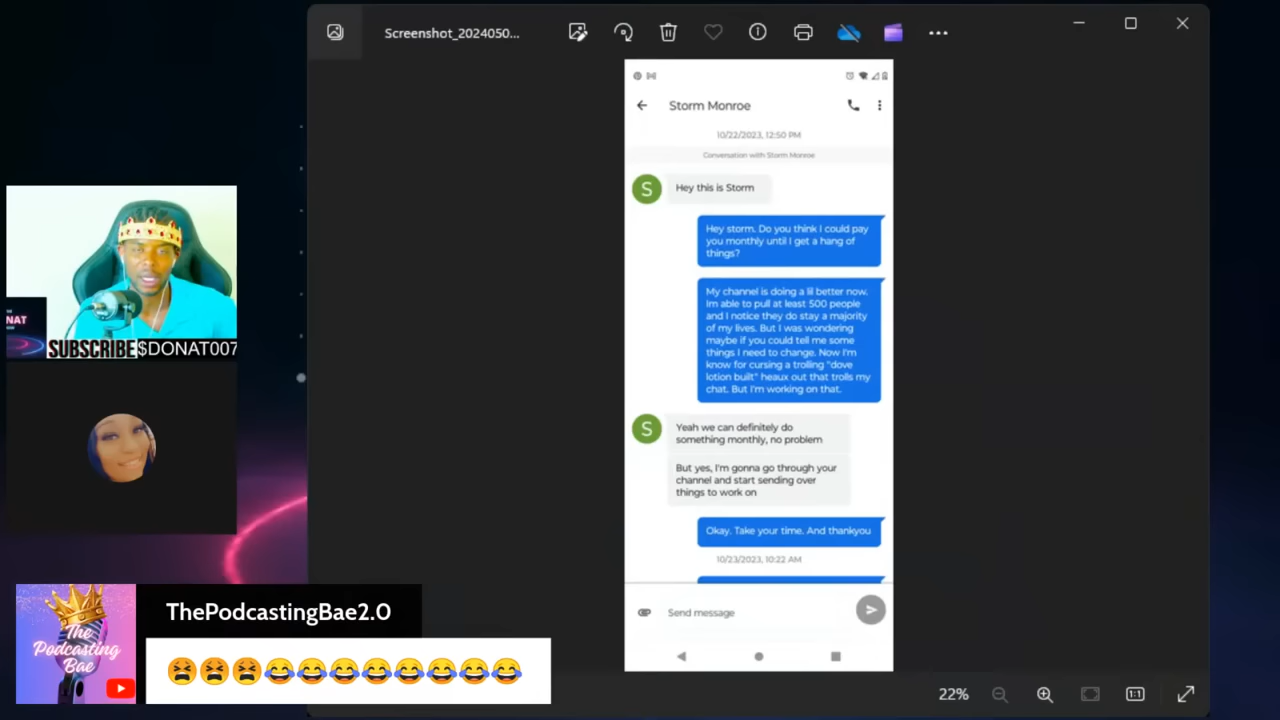 Screenshot_2024050...
Storm Monroe
10/22/2023, 12:50 PM
Conversation with Storm Monroe
S
Hey this is Storm
Hey storm. Do you think I could pay
you monthly until I get a hang of
things?
My channel is doing a lil better now.
Im able to pull at least 500 people
and I notice they do stay a majority
of my lives. But I was wondering
maybe if you could tell me some
things I need to change. Now I'm
know for cursing a trolling "dove
lotion built" heaux out that trolls my
chat. But I'm working on that.
S
Yeah we can definitely do
something monthly, no problem
But yes, I'm gonna go through your
channel and start sending over
things to work on
Okay. Take your time. And thankyou
10/23/2023, 10:22 AM
Send message
22%
1:1
NAT
SUBSCRIBE $DONAT007
The
Podcasting
Bae
ThePodcastingBae2.0
😫😫😫😂😂😂😂😂😂😂😂